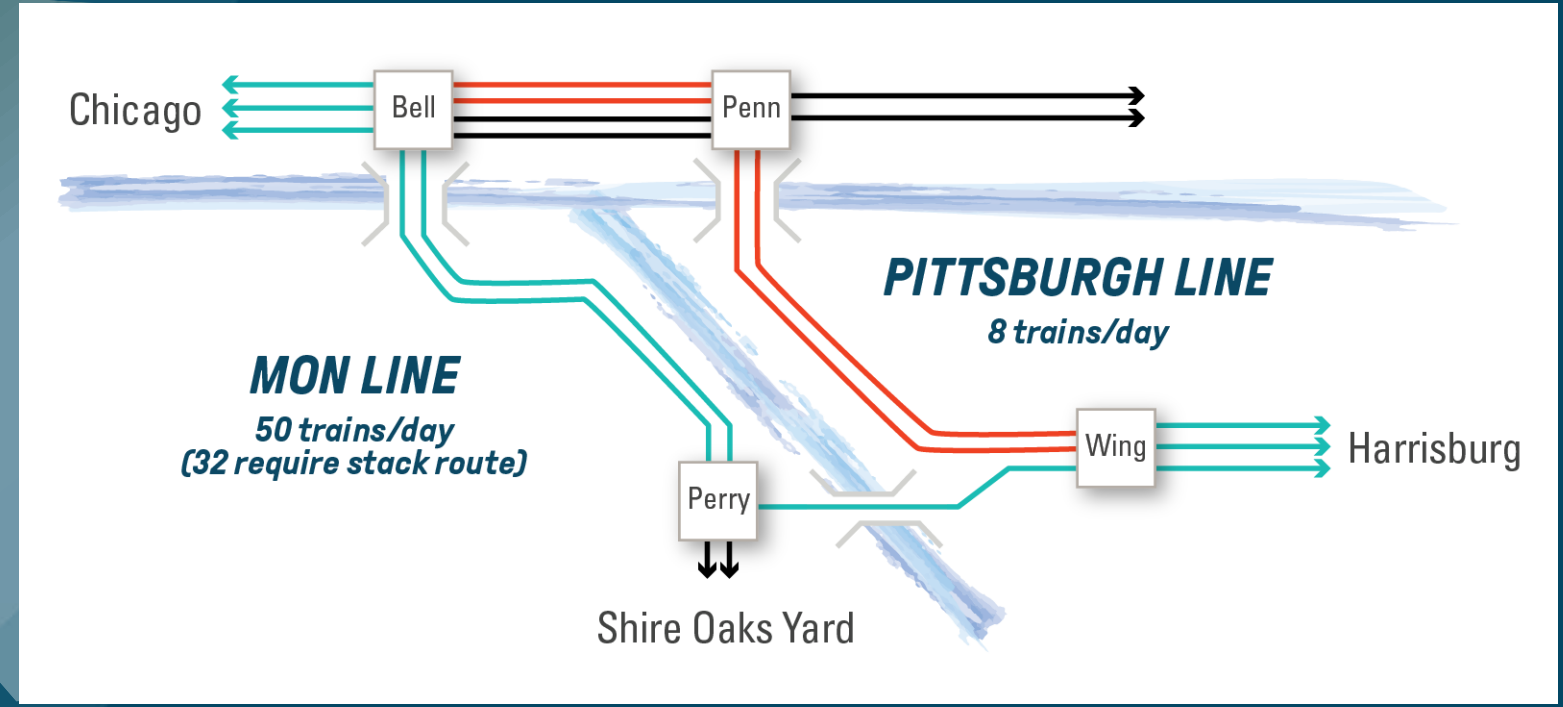 Chicago
Bell
Penn
PITTSBURGH LINE
8 trains/day
MON LINE
50 trains/day
(32 require stack route)
Wing
Harrisburg
Perry
Shire Oaks Yard